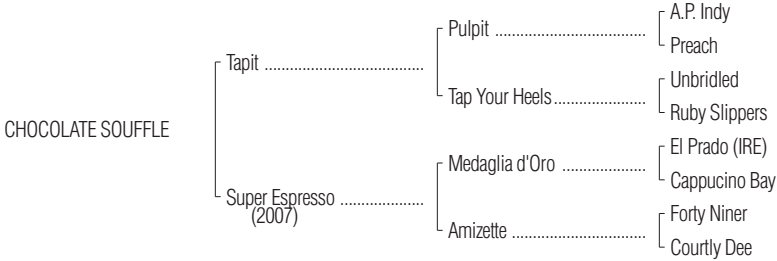 A.P. Indy
Pulpit ......................................
Preach
Tapit ........................................
Unbridled
Tap Your Heels.......................
Ruby Slippers
CHOCOLATE SOUFFLE
El Prado (IRE)
Medaglia d'Oro .....................
Cappucino Bay
Super Espresso .....................
(2007)
Forty Niner
Amizette .................................
Courtly Dee